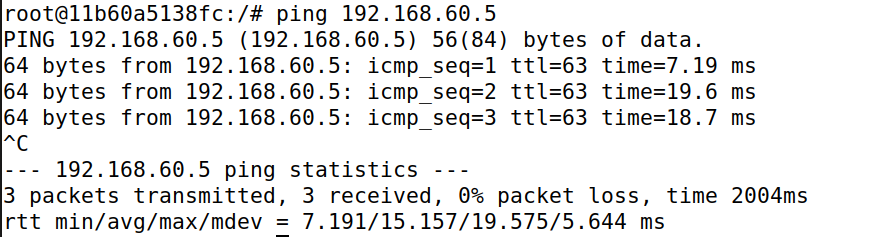 root@11b60a5138fc:/# ping 192.168.60.5
PING 192.168.60.5 (192.168.60.5) 56(84) bytes of data.
64 bytes from 192.168.60.5: icmp_seq=1 ttl=63 time=7.19 ms
64 bytes from 192.168.60.5: icmp_seq=2 ttl=63 time=19.6 ms
64 bytes from 192.168.60.5: icmp_seq=3 ttl=63 time=18.7 ms
^C
--- 192.168.60.5 ping statistics ---
3 packets transmitted, 3 received, 0% packet loss, time 2004ms
rtt min/avg/max/mdev = 7.191/15.157/19.575/5.644 ms